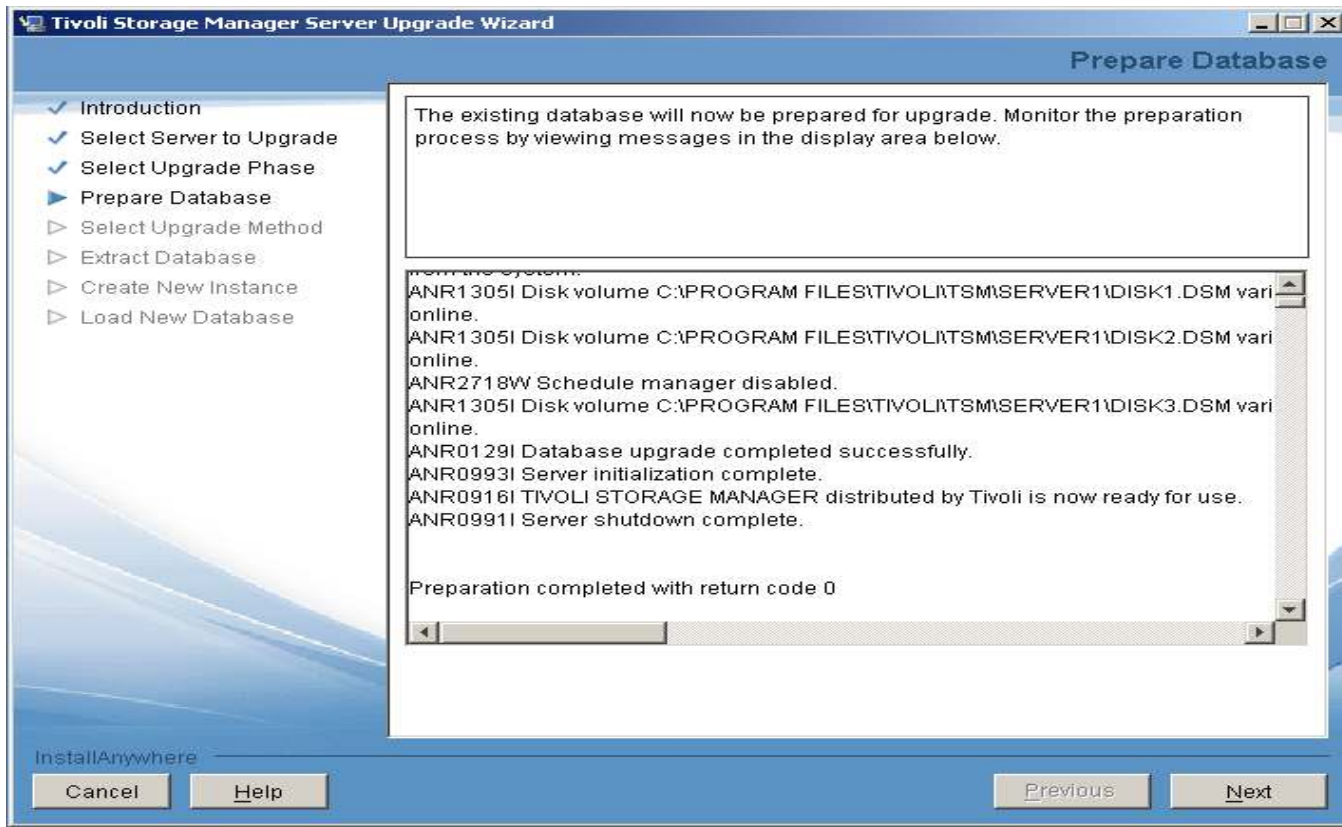 Tivoli Storage Manager Server Upgrade Wizard
Prepare Database
Introduction
Select Server to Upgrade
Select Upgrade Phase
Prepare Database
Select Upgrade Method
Extract Database
Create New Instance
Load New Database
The existing database will now be prepared for upgrade. Monitor the preparation
process by viewing messages in the display area below.
from the system.
ANR1305I Disk volume C:\PROGRAM FILES\TIVOLI\TSM\SERVER1\DISK1.DSM vari
online.
ANR1305I Disk volume C:\PROGRAM FILES\TIVOLI\TSM\SERVER1\DISK2.DSM vari
online.
ANR2718W Schedule manager disabled.
ANR1305I Disk volume C:\PROGRAM FILES\TIVOLI\TSM\SERVER1\DISK3.DSM vari
online.
ANR0129I Database upgrade completed successfully.
ANR0993I Server initialization complete.
ANR0916I TIVOLI STORAGE MANAGER distributed by Tivoli is now ready for use.
ANR0991I Server shutdown complete.
Preparation completed with return code 0
InstallAnywhere
Cancel
Help
Previous
Next